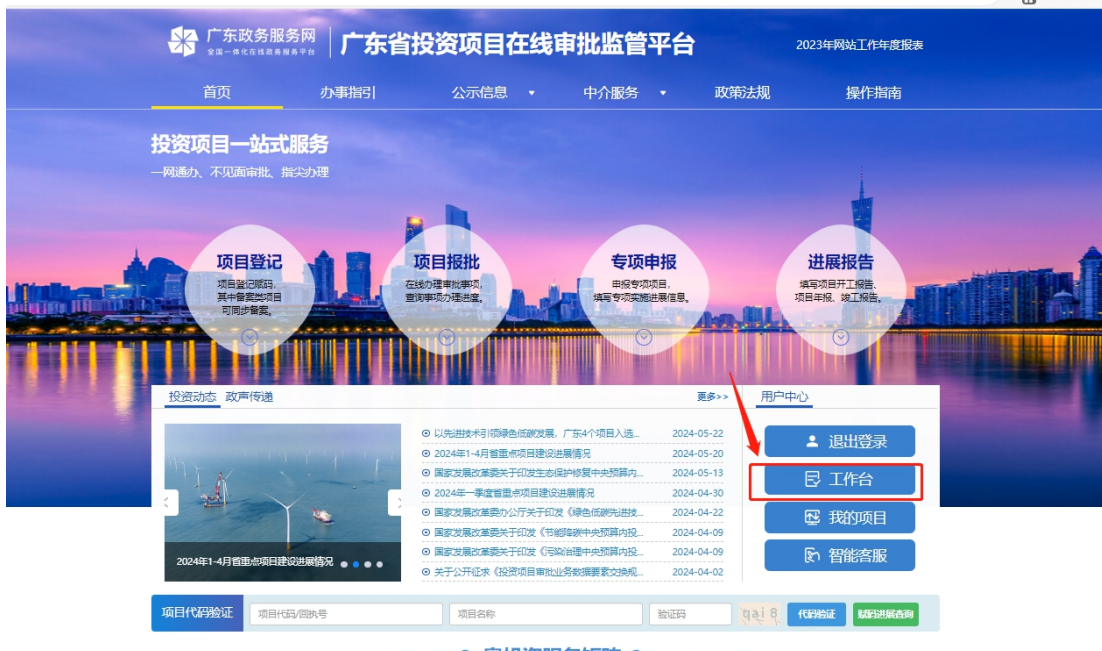 广东政务服务网
全国一体化在线政务服务平台
广东省投资项目在线审批监管平台
2023年网站工作年度报表
首页 办事指引 公示信息 中介服务 政策法规 操作指南
投资项目一站式服务
一网通办、不见面审批、指尖办理
项目登记
项目登记赋码，
其中备案类项目
可同步备案。
项目报批
在线办理审批事项，
查询事项办理进度。
专项申报
申报专项项目，
填写专项实施进展信息。
进展报告
填写项目开工报告、
项目年报、竣工报告。
投资动态 政声传递 更多>>
2024年1-4月省重点项目建设进展情况
以先进技术引领绿色低碳发展，广东4个项目入选... 2024-05-22
2024年1-4月省重点项目建设进展情况 2024-05-20
国家发展改革委关于印发生态保护修复中央预算内... 2024-05-13
2024年一季度省重点项目建设进展情况 2024-04-30
国家发展改革委办公厅关于印发《绿色低碳先进技... 2024-04-22
国家发展改革委关于印发《节能降碳中央预算内投... 2024-04-09
国家发展改革委关于印发《污染治理中央预算内投... 2024-04-09
关于公开征求《投资项目审批业务数据要素交换规... 2024-04-02
用户中心
退出登录
工作台
我的项目
智能客服
项目代码验证 项目代码/回执号 项目名称 验证码 qai8 代码验证 赋码进展查询